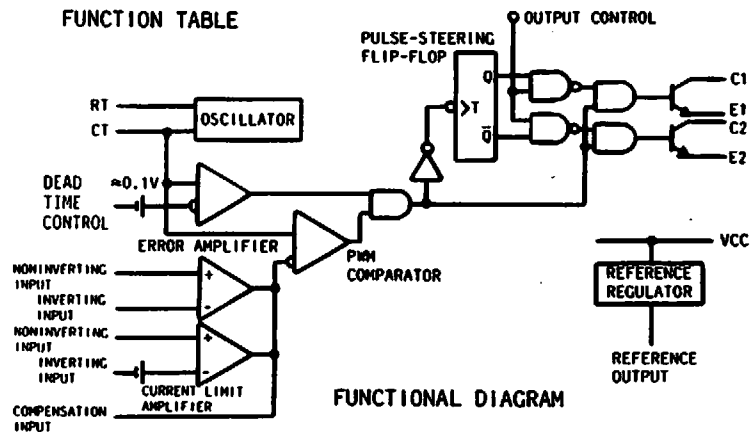 FUNCTION TABLE
OUTPUT CONTROL
PULSE-STEERING
FLIP-FLOP
Q
C1
RT
OSCILLATOR
>T
E1
CT
C2
Q
E2
DEAD
TIME
CONTROL
≈0.1V
ERROR AMPLIFIER
PWM
COMPARATOR
VCC
NONINVERTING
INPUT
+
REFERENCE
REGULATOR
INVERTING
INPUT
-
NONINVERTING
INPUT
+
INVERTING
INPUT
-
REFERENCE
OUTPUT
CURRENT LIMIT
AMPLIFIER
FUNCTIONAL DIAGRAM
COMPENSATION
INPUT